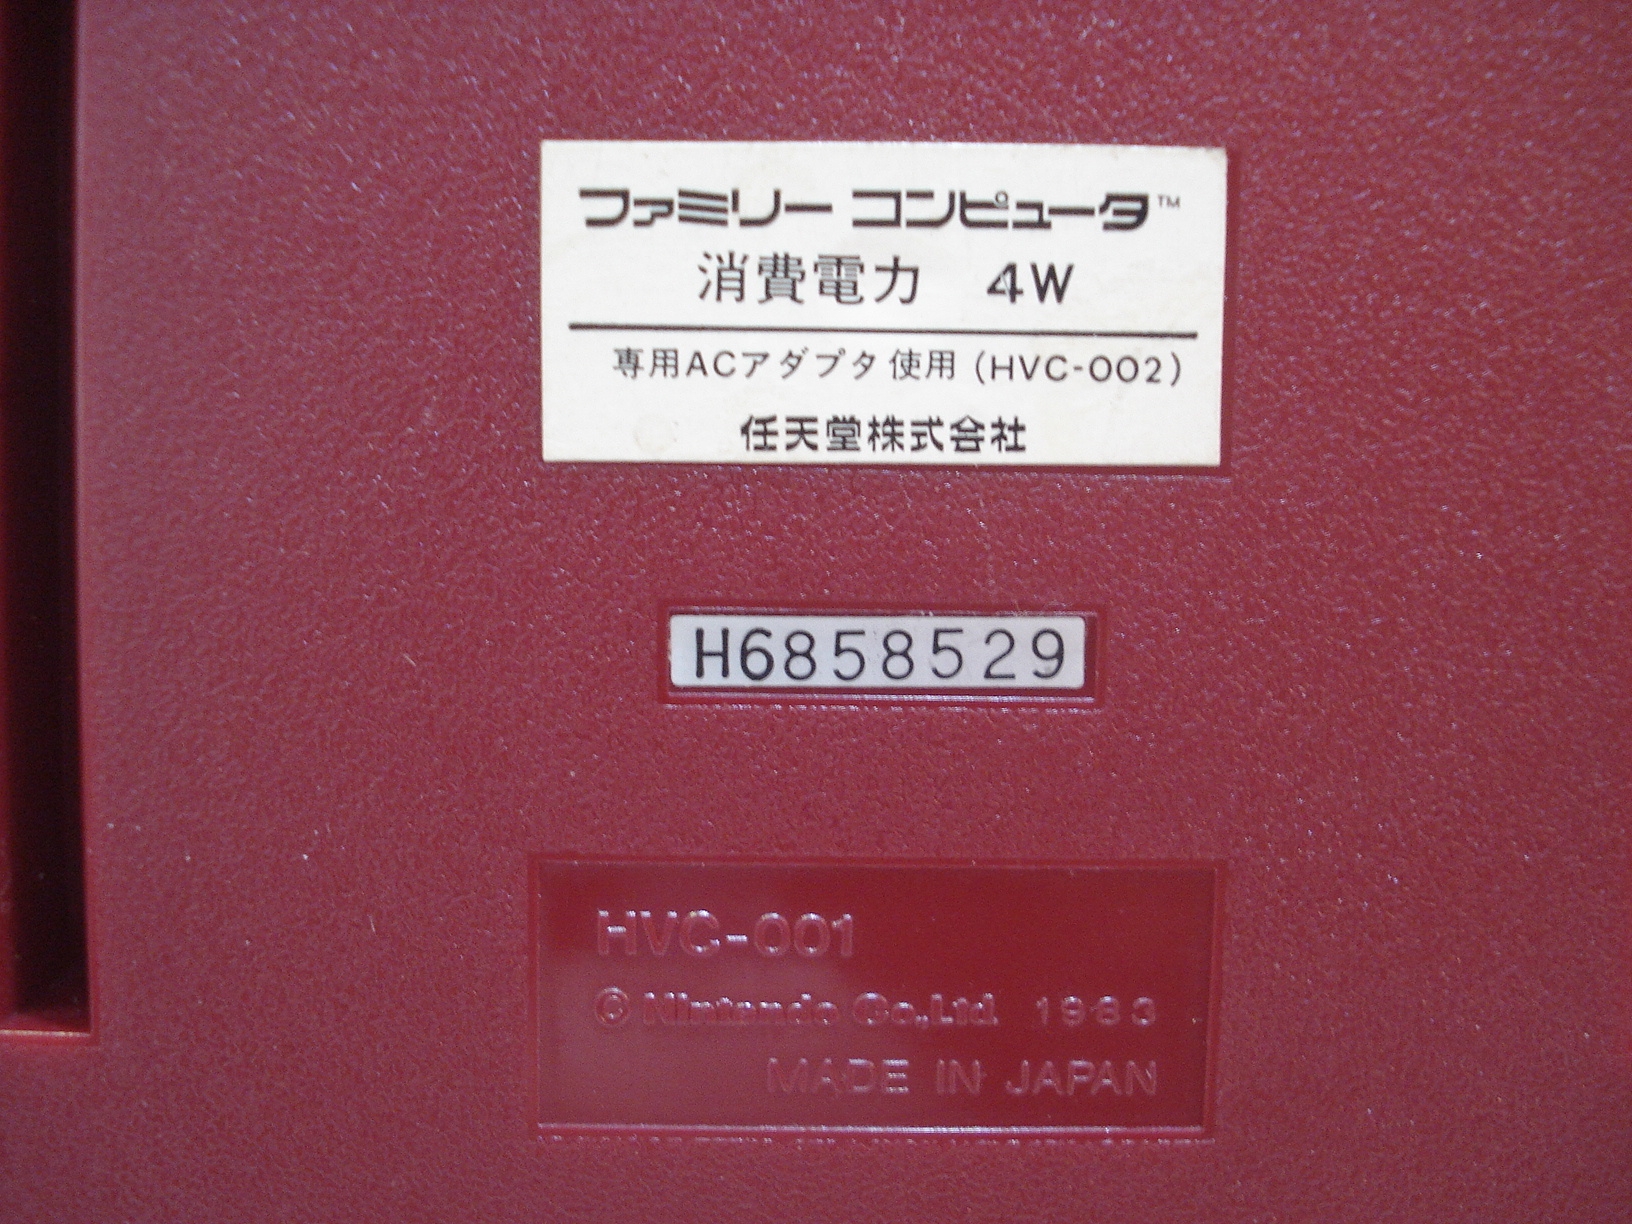 ファミリー コンピュータ™
消費電力 4W
専用ACアダプタ使用 (HVC-002)
任天堂株式会社
H6858529
HVC-001
© Nintendo Co.,Ltd. 1983
MADE IN JAPAN